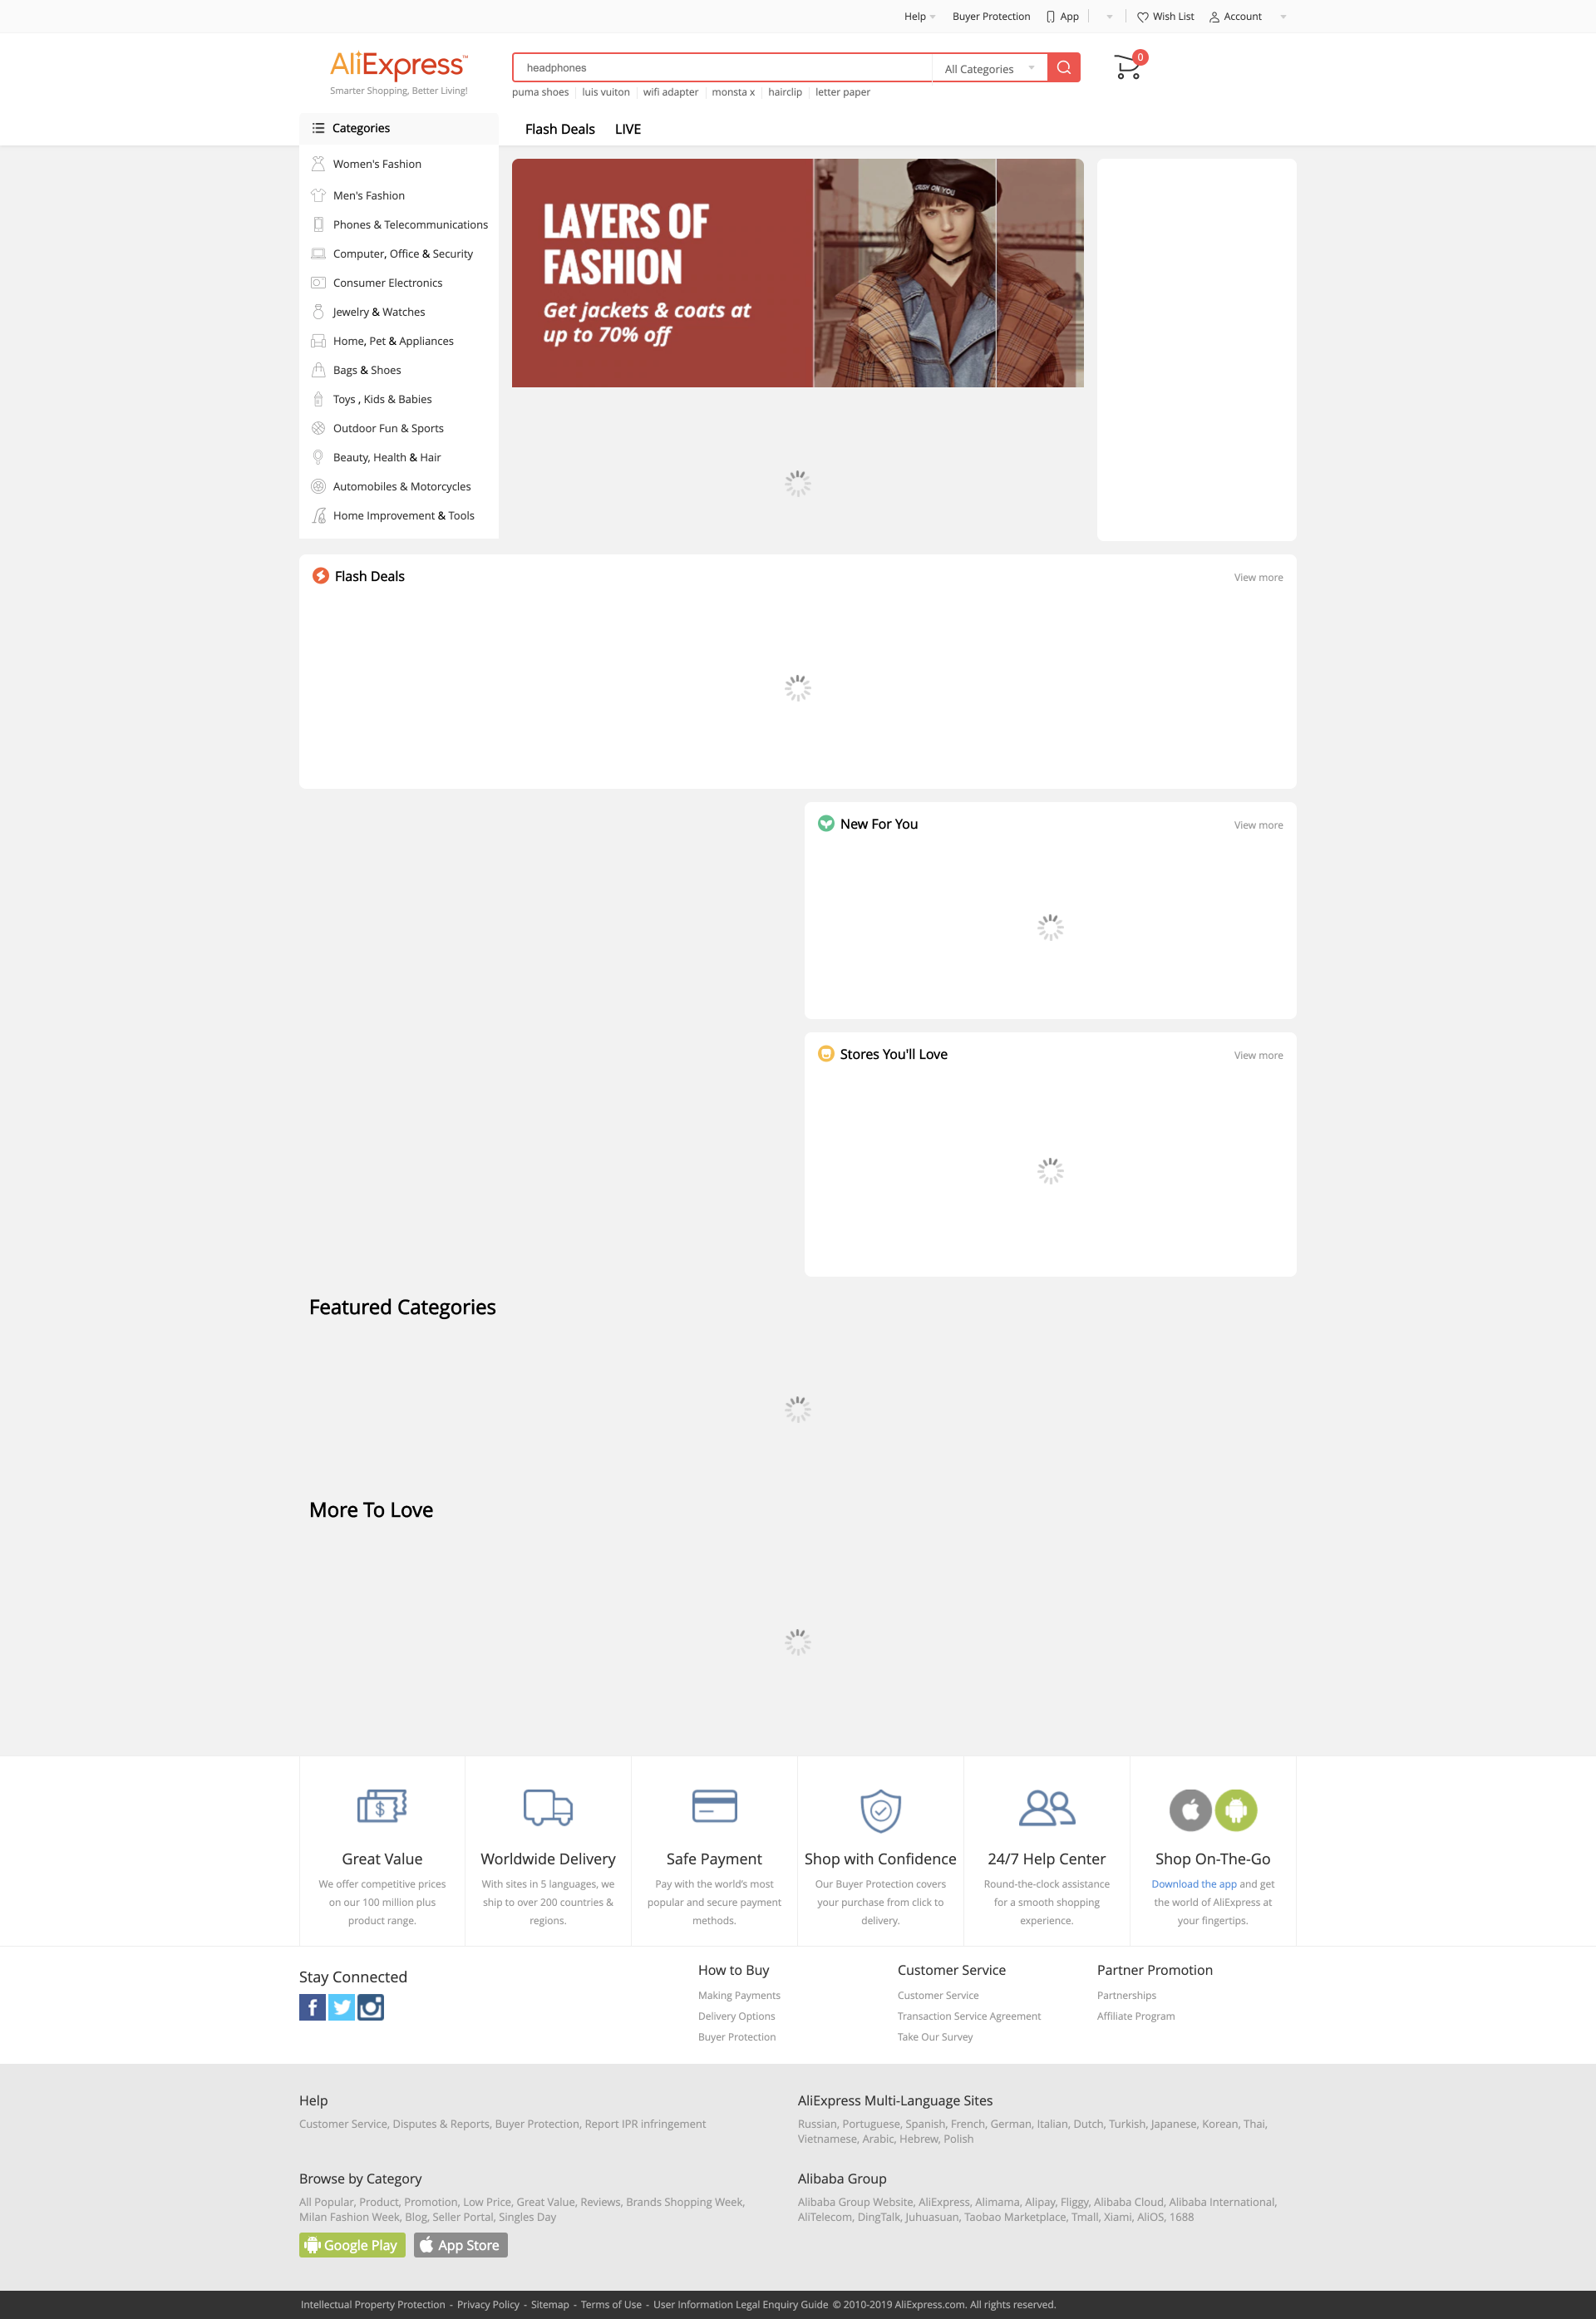 Help Buyer Protection App Wish List Account
AliExpress™
Smarter Shopping, Better Living!
headphones All Categories
0
puma shoes luis vuiton wifi adapter monsta x hairclip letter paper
Categories
Flash Deals LIVE
Women's Fashion
Men's Fashion
Phones & Telecommunications
Computer, Office & Security
Consumer Electronics
Jewelry & Watches
Home, Pet & Appliances
Bags & Shoes
Toys , Kids & Babies
Outdoor Fun & Sports
Beauty, Health & Hair
Automobiles & Motorcycles
Home Improvement & Tools
LAYERS OF
FASHION
Get jackets & coats at
up to 70% off
CRUSH ON YOU
Flash Deals View more
New For You View more
Stores You'll Love View more
Featured Categories
More To Love
Great Value
We offer competitive prices
on our 100 million plus
product range.
Worldwide Delivery
With sites in 5 languages, we
ship to over 200 countries &
regions.
Safe Payment
Pay with the world's most
popular and secure payment
methods.
Shop with Confidence
Our Buyer Protection covers
your purchase from click to
delivery.
24/7 Help Center
Round-the-clock assistance
for a smooth shopping
experience.
Shop On-The-Go
Download the app and get
the world of AliExpress at
your fingertips.
Stay Connected
How to Buy
Making Payments
Delivery Options
Buyer Protection
Customer Service
Customer Service
Transaction Service Agreement
Take Our Survey
Partner Promotion
Partnerships
Affiliate Program
Help
Customer Service, Disputes & Reports, Buyer Protection, Report IPR infringement
AliExpress Multi-Language Sites
Russian, Portuguese, Spanish, French, German, Italian, Dutch, Turkish, Japanese, Korean, Thai,
Vietnamese, Arabic, Hebrew, Polish
Browse by Category
All Popular, Product, Promotion, Low Price, Great Value, Reviews, Brands Shopping Week,
Milan Fashion Week, Blog, Seller Portal, Singles Day
Alibaba Group
Alibaba Group Website, AliExpress, Alimama, Alipay, Fliggy, Alibaba Cloud, Alibaba International,
AliTelecom, DingTalk, Juhuasuan, Taobao Marketplace, Tmall, Xiami, AliOS, 1688
Google Play App Store
Intellectual Property Protection - Privacy Policy - Sitemap - Terms of Use - User Information Legal Enquiry Guide © 2010-2019 AliExpress.com. All rights reserved.